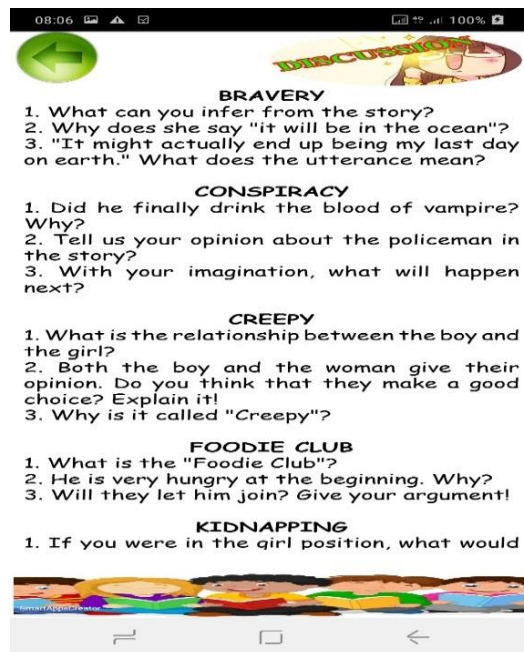 08:06
100%
DISCUSSION
BRAVERY
1. What can you infer from the story?
2. Why does she say "it will be in the ocean"?
3. "It might actually end up being my last day
on earth." What does the utterance mean?
CONSPIRACY
1. Did he finally drink the blood of vampire?
Why?
2. Tell us your opinion about the policeman in
the story?
3. With your imagination, what will happen
next?
CREEPY
1. What is the relationship between the boy and
the girl?
2. Both the boy and the woman give their
opinion. Do you think that they make a good
choice? Explain it!
3. Why is it called "Creepy"?
FOODIE CLUB
1. What is the "Foodie Club"?
2. He is very hungry at the beginning. Why?
3. Will they let him join? Give your argument!
KIDNAPPING
1. If you were in the girl position, what would
SmartAppsCreator